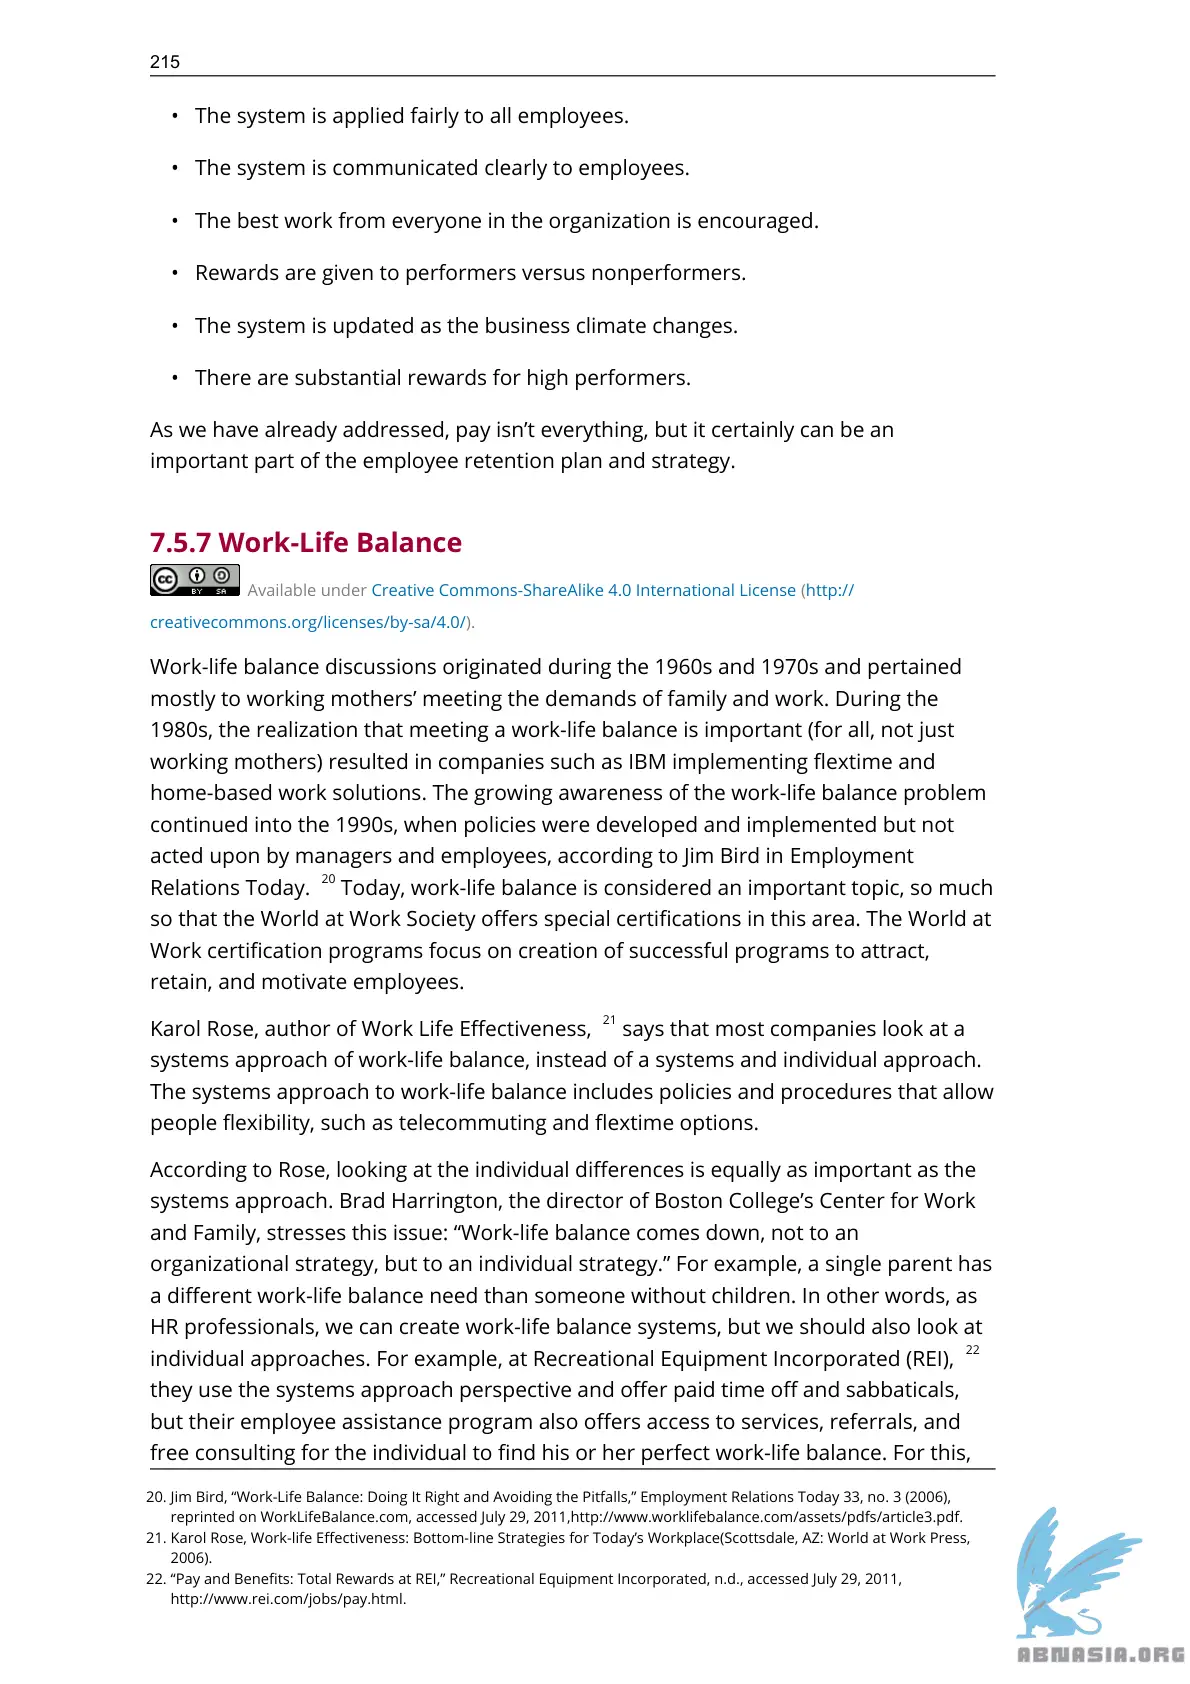 215
• The system is applied fairly to all employees.
• The system is communicated clearly to employees.
• The best work from everyone in the organization is encouraged.
• Rewards are given to performers versus nonperformers.
• The system is updated as the business climate changes.
• There are substantial rewards for high performers.
As we have already addressed, pay isn’t everything, but it certainly can be an
important part of the employee retention plan and strategy.
7.5.7 Work-Life Balance
cc BY SA Available under Creative Commons-ShareAlike 4.0 International License (http://
creativecommons.org/licenses/by-sa/4.0/).
Work-life balance discussions originated during the 1960s and 1970s and pertained
mostly to working mothers’ meeting the demands of family and work. During the
1980s, the realization that meeting a work-life balance is important (for all, not just
working mothers) resulted in companies such as IBM implementing flextime and
home-based work solutions. The growing awareness of the work-life balance problem
continued into the 1990s, when policies were developed and implemented but not
acted upon by managers and employees, according to Jim Bird in Employment
Relations Today. 20 Today, work-life balance is considered an important topic, so much
so that the World at Work Society offers special certifications in this area. The World at
Work certification programs focus on creation of successful programs to attract,
retain, and motivate employees.
Karol Rose, author of Work Life Effectiveness, 21 says that most companies look at a
systems approach of work-life balance, instead of a systems and individual approach.
The systems approach to work-life balance includes policies and procedures that allow
people flexibility, such as telecommuting and flextime options.
According to Rose, looking at the individual differences is equally as important as the
systems approach. Brad Harrington, the director of Boston College’s Center for Work
and Family, stresses this issue: “Work-life balance comes down, not to an
organizational strategy, but to an individual strategy.” For example, a single parent has
a different work-life balance need than someone without children. In other words, as
HR professionals, we can create work-life balance systems, but we should also look at
individual approaches. For example, at Recreational Equipment Incorporated (REI), 22
they use the systems approach perspective and offer paid time off and sabbaticals,
but their employee assistance program also offers access to services, referrals, and
free consulting for the individual to find his or her perfect work-life balance. For this,
20. Jim Bird, “Work-Life Balance: Doing It Right and Avoiding the Pitfalls,” Employment Relations Today 33, no. 3 (2006),
reprinted on WorkLifeBalance.com, accessed July 29, 2011,http://www.worklifebalance.com/assets/pdfs/article3.pdf.
21. Karol Rose, Work-life Effectiveness: Bottom-line Strategies for Today’s Workplace(Scottsdale, AZ: World at Work Press,
2006).
22. “Pay and Benefits: Total Rewards at REI,” Recreational Equipment Incorporated, n.d., accessed July 29, 2011,
http://www.rei.com/jobs/pay.html.
ABNASIA.ORG